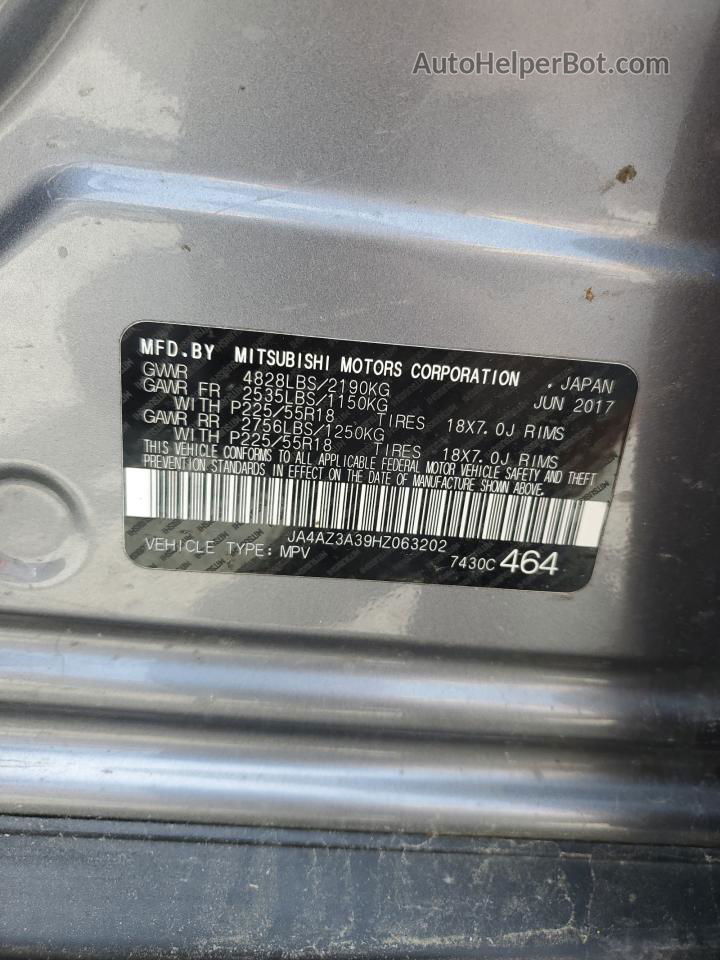 AutoHelperBot.com
MFD.BY MITSUBISHI MOTORS CORPORATION , JAPAN
GVWR 4828LBS/2190KG JUN 2017
GAWR FR 2535LBS/1150KG
WITH P225/55R18 TIRES 18X7.0J RIMS
GAWR RR 2756LBS/1250KG
WITH P225/55R18 TIRES 18X7.0J RIMS
THIS VEHICLE CONFORMS TO ALL APPLICABLE FEDERAL MOTOR VEHICLE SAFETY AND THEFT
PREVENTION STANDARDS IN EFFECT ON THE DATE OF MANUFACTURE SHOWN ABOVE.
JA4AZ3A39HZ063202
VEHICLE TYPE: MPV 7430C 464